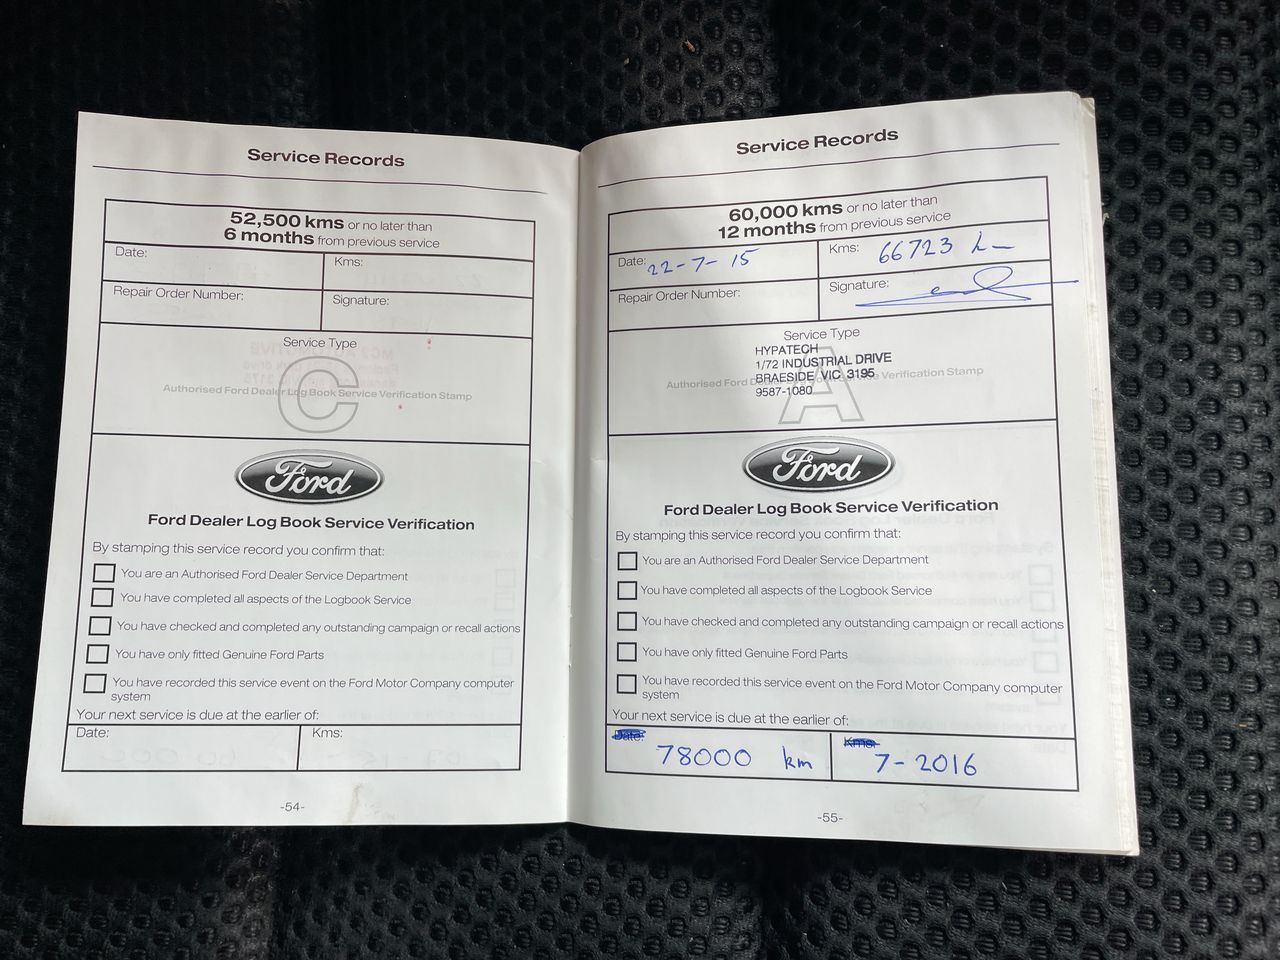 Service Records
52,500 kms or no later than
6 months from previous service
Date:
Kms:
Repair Order Number:
Signature:
Service Type
C
Authorised Ford Dealer Log Book Service Verification Stamp
Ford
Ford Dealer Log Book Service Verification
By stamping this service record you confirm that:
You are an Authorised Ford Dealer Service Department
You have completed all aspects of the Logbook Service
You have checked and completed any outstanding campaign or recall actions
You have only fitted Genuine Ford Parts
You have recorded this service event on the Ford Motor Company computer
system
Your next service is due at the earlier of:
Date:
Kms:
-54-
Service Records
60,000 kms or no later than
12 months from previous service
Date: 22-7-15
Kms: 66723
Repair Order Number:
Signature:
Service Type
HYPATECH
1/72 INDUSTRIAL DRIVE
BRAESIDE VIC 3195
9587-1080
A
Authorised Ford Service Verification Stamp
Ford
Ford Dealer Log Book Service Verification
By stamping this service record you confirm that:
You are an Authorised Ford Dealer Service Department
You have completed all aspects of the Logbook Service
You have checked and completed any outstanding campaign or recall actions
You have only fitted Genuine Ford Parts
You have recorded this service event on the Ford Motor Company computer
system
Your next service is due at the earlier of:
78000 km
7-2016
-55-